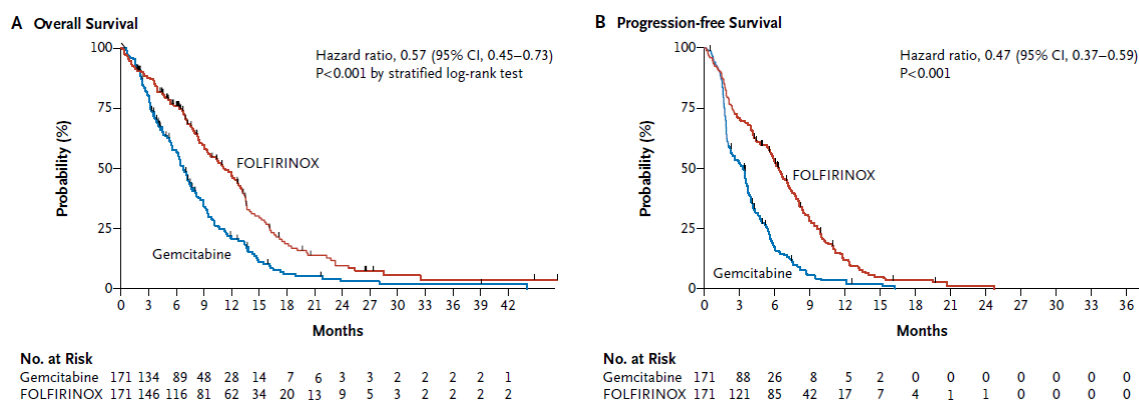 A Overall Survival
100
75
50
25
0
Probability (%)
Hazard ratio, 0.57 (95% CI, 0.45–0.73)
P<0.001 by stratified log-rank test
FOLFIRINOX
Gemcitabine
0 3 6 9 12 15 18 21 24 27 30 33 36 39 42
Months
No. at Risk
Gemcitabine 171 134 89 48 28 14 7 6 3 3 2 2 2 2 1
FOLFIRINOX 171 146 116 81 62 34 20 13 9 5 3 2 2 2 2
B Progression-free Survival
100
75
50
25
0
Probability (%)
Hazard ratio, 0.47 (95% CI, 0.37–0.59)
P<0.001
FOLFIRINOX
Gemcitabine
0 3 6 9 12 15 18 21 24 27 30 33 36
Months
No. at Risk
Gemcitabine 171 88 26 8 5 2 0 0 0 0 0 0 0
FOLFIRINOX 171 121 85 42 17 7 4 1 1 0 0 0 0